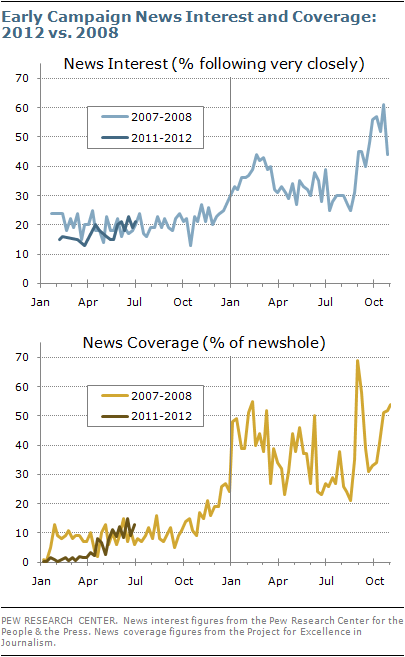 Early Campaign News Interest and Coverage:
2012 vs. 2008
News Interest (% following very closely)
70
60
50
40
30
20
10
0
2007-2008
2011-2012
Jan Apr Jul Oct Jan Apr Jul Oct
News Coverage (% of newshole)
70
60
50
40
30
20
10
0
2007-2008
2011-2012
Jan Apr Jul Oct Jan Apr Jul Oct
PEW RESEARCH CENTER. News interest figures from the Pew Research Center for the
People & the Press. News coverage figures from the Project for Excellence in
Journalism.